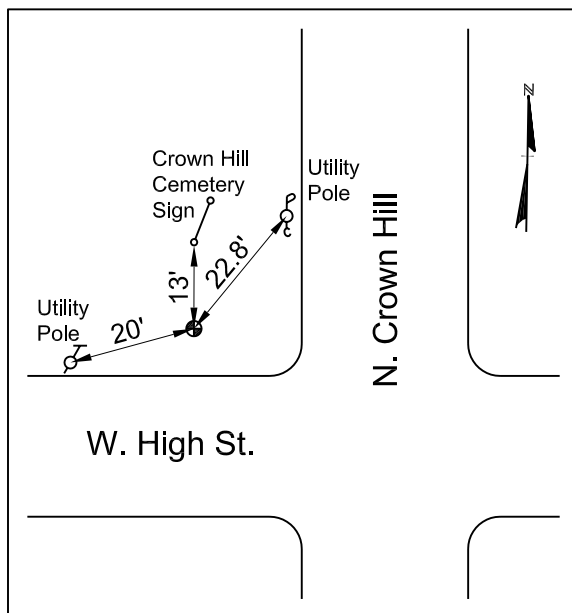 N
Crown Hill
Cemetery
Sign
Utility
Pole
22.8'
13'
Utility
Pole
20'
N. Crown Hill
W. High St.